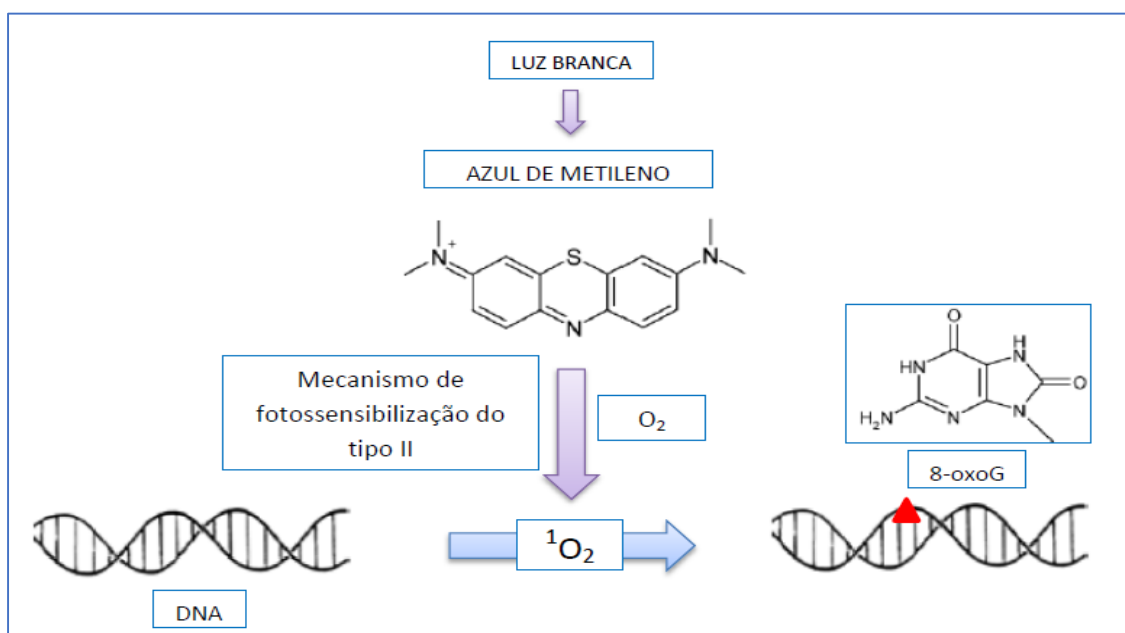 LUZ BRANCA
AZUL DE METILENO
N⁺
S
N
N
Mecanismo de
fotossensibilização do
tipo II
O₂
O
HN
H
N
O
H₂N
N
N
8-oxoG
¹O₂
DNA